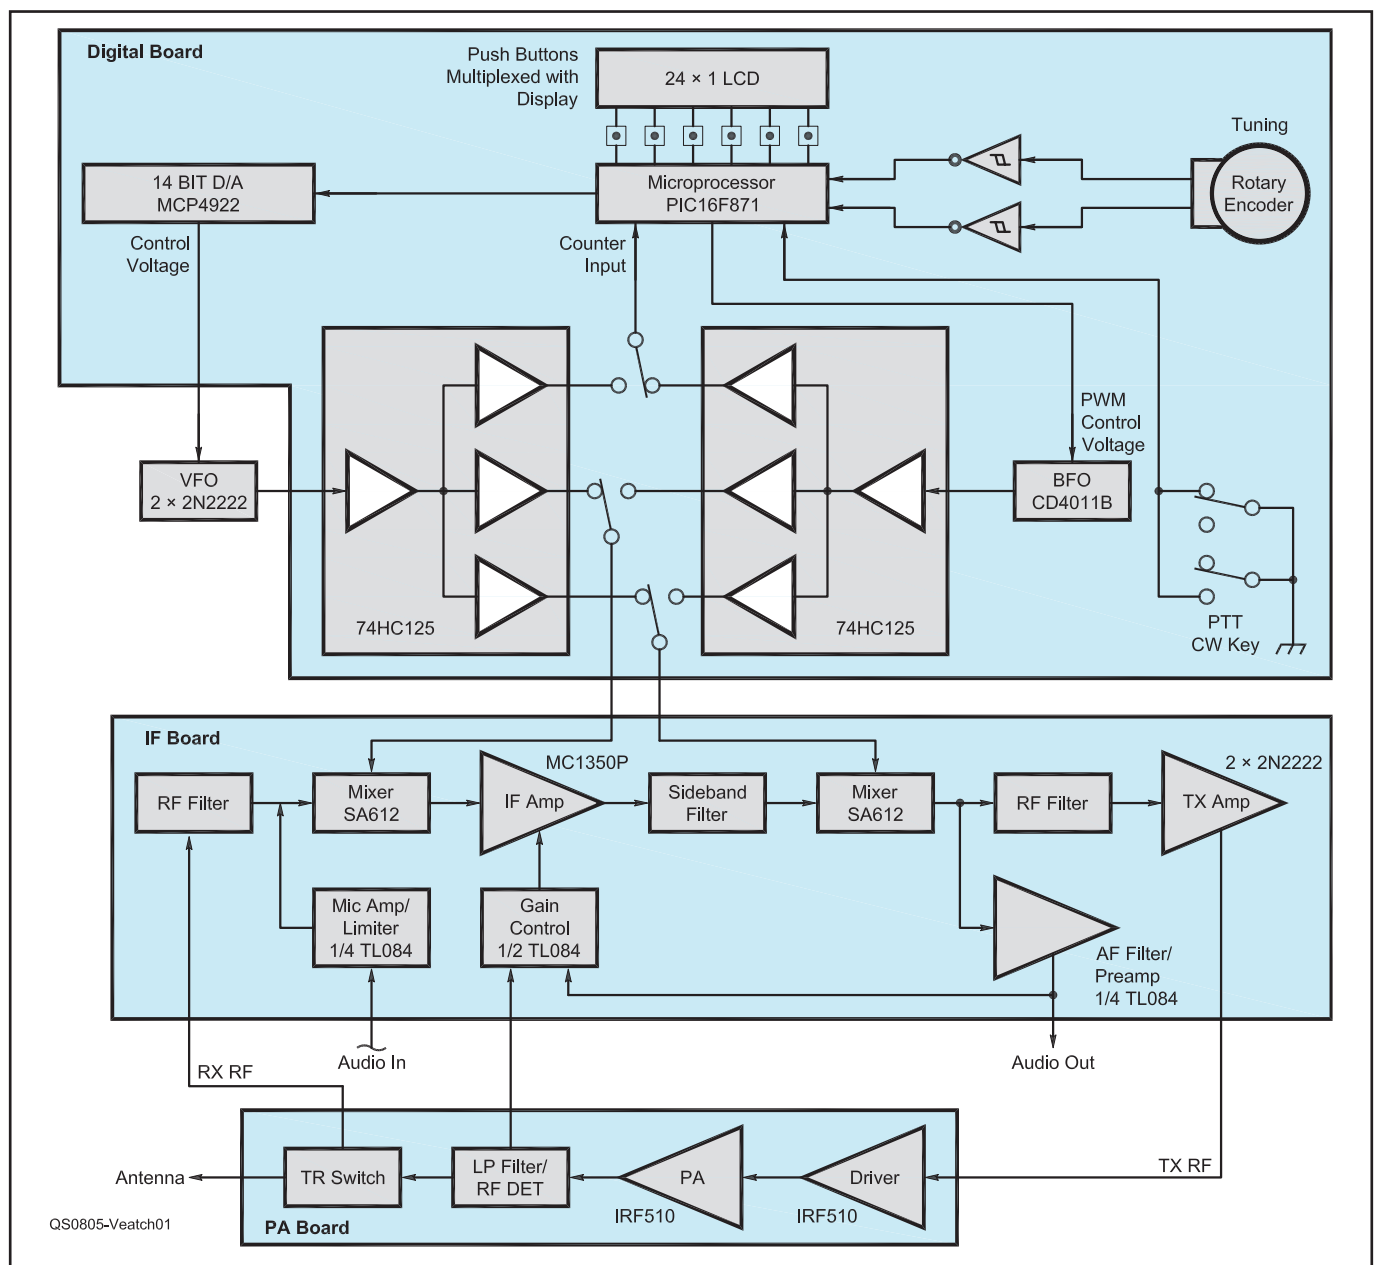 Digital Board
Push Buttons
Multiplexed with
Display
24 × 1 LCD
Tuning
14 BIT D/A
MCP4922
Microprocessor
PIC16F871
Rotary
Encoder
Control
Voltage
Counter
Input
PWM
Control
Voltage
VFO
2 × 2N2222
BFO
CD4011B
74HC125
74HC125
PTT
CW Key
IF Board
MC1350P
2 × 2N2222
RF Filter
Mixer
SA612
IF Amp
Sideband
Filter
Mixer
SA612
RF Filter
TX Amp
Mic Amp/
Limiter
1/4 TL084
Gain
Control
1/2 TL084
AF Filter/
Preamp
1/4 TL084
Audio In
Audio Out
RX RF
TX RF
Antenna
TR Switch
LP Filter/
RF DET
PA
IRF510
Driver
IRF510
PA Board
QS0805-Veatch01